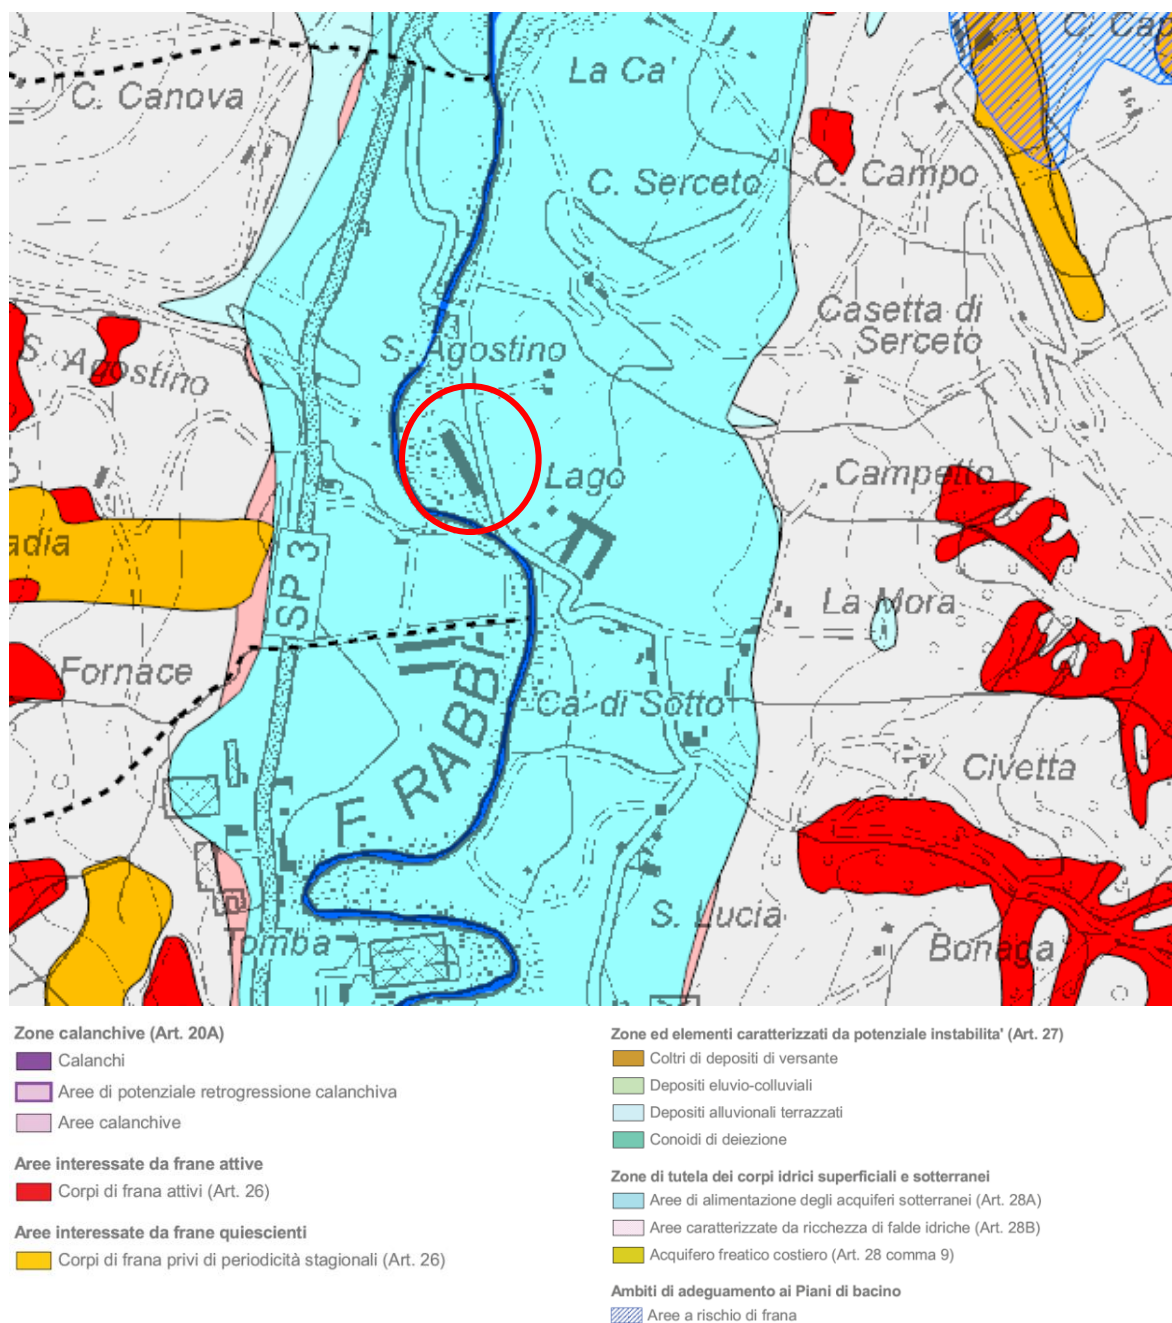 La Ca'
C. Cap
C. Canova
C. Serceto
C. Campo
Casetta di
Serceto
S. Agostino
S. Agostino
Lago
Campetto
adia
SP 3
La Mora
Fornace
F. RABBI
Ca' di Sotto
Civetta
S. Lucia
Tomba
Bonaga
Zone calanchive (Art. 20A)
Calanchi
Aree di potenziale retrogressione calanchiva
Aree calanchive
Aree interessate da frane attive
Corpi di frana attivi (Art. 26)
Aree interessate da frane quiescienti
Corpi di frana privi di periodicità stagionali (Art. 26)
Zone ed elementi caratterizzati da potenziale instabilita' (Art. 27)
Coltri di depositi di versante
Depositi eluvio-colluviali
Depositi alluvionali terrazzati
Conoidi di deiezione
Zone di tutela dei corpi idrici superficiali e sotterranei
Aree di alimentazione degli acquiferi sotterranei (Art. 28A)
Aree caratterizzate da ricchezza di falde idriche (Art. 28B)
Acquifero freatico costiero (Art. 28 comma 9)
Ambiti di adeguamento ai Piani di bacino
Aree a rischio di frana